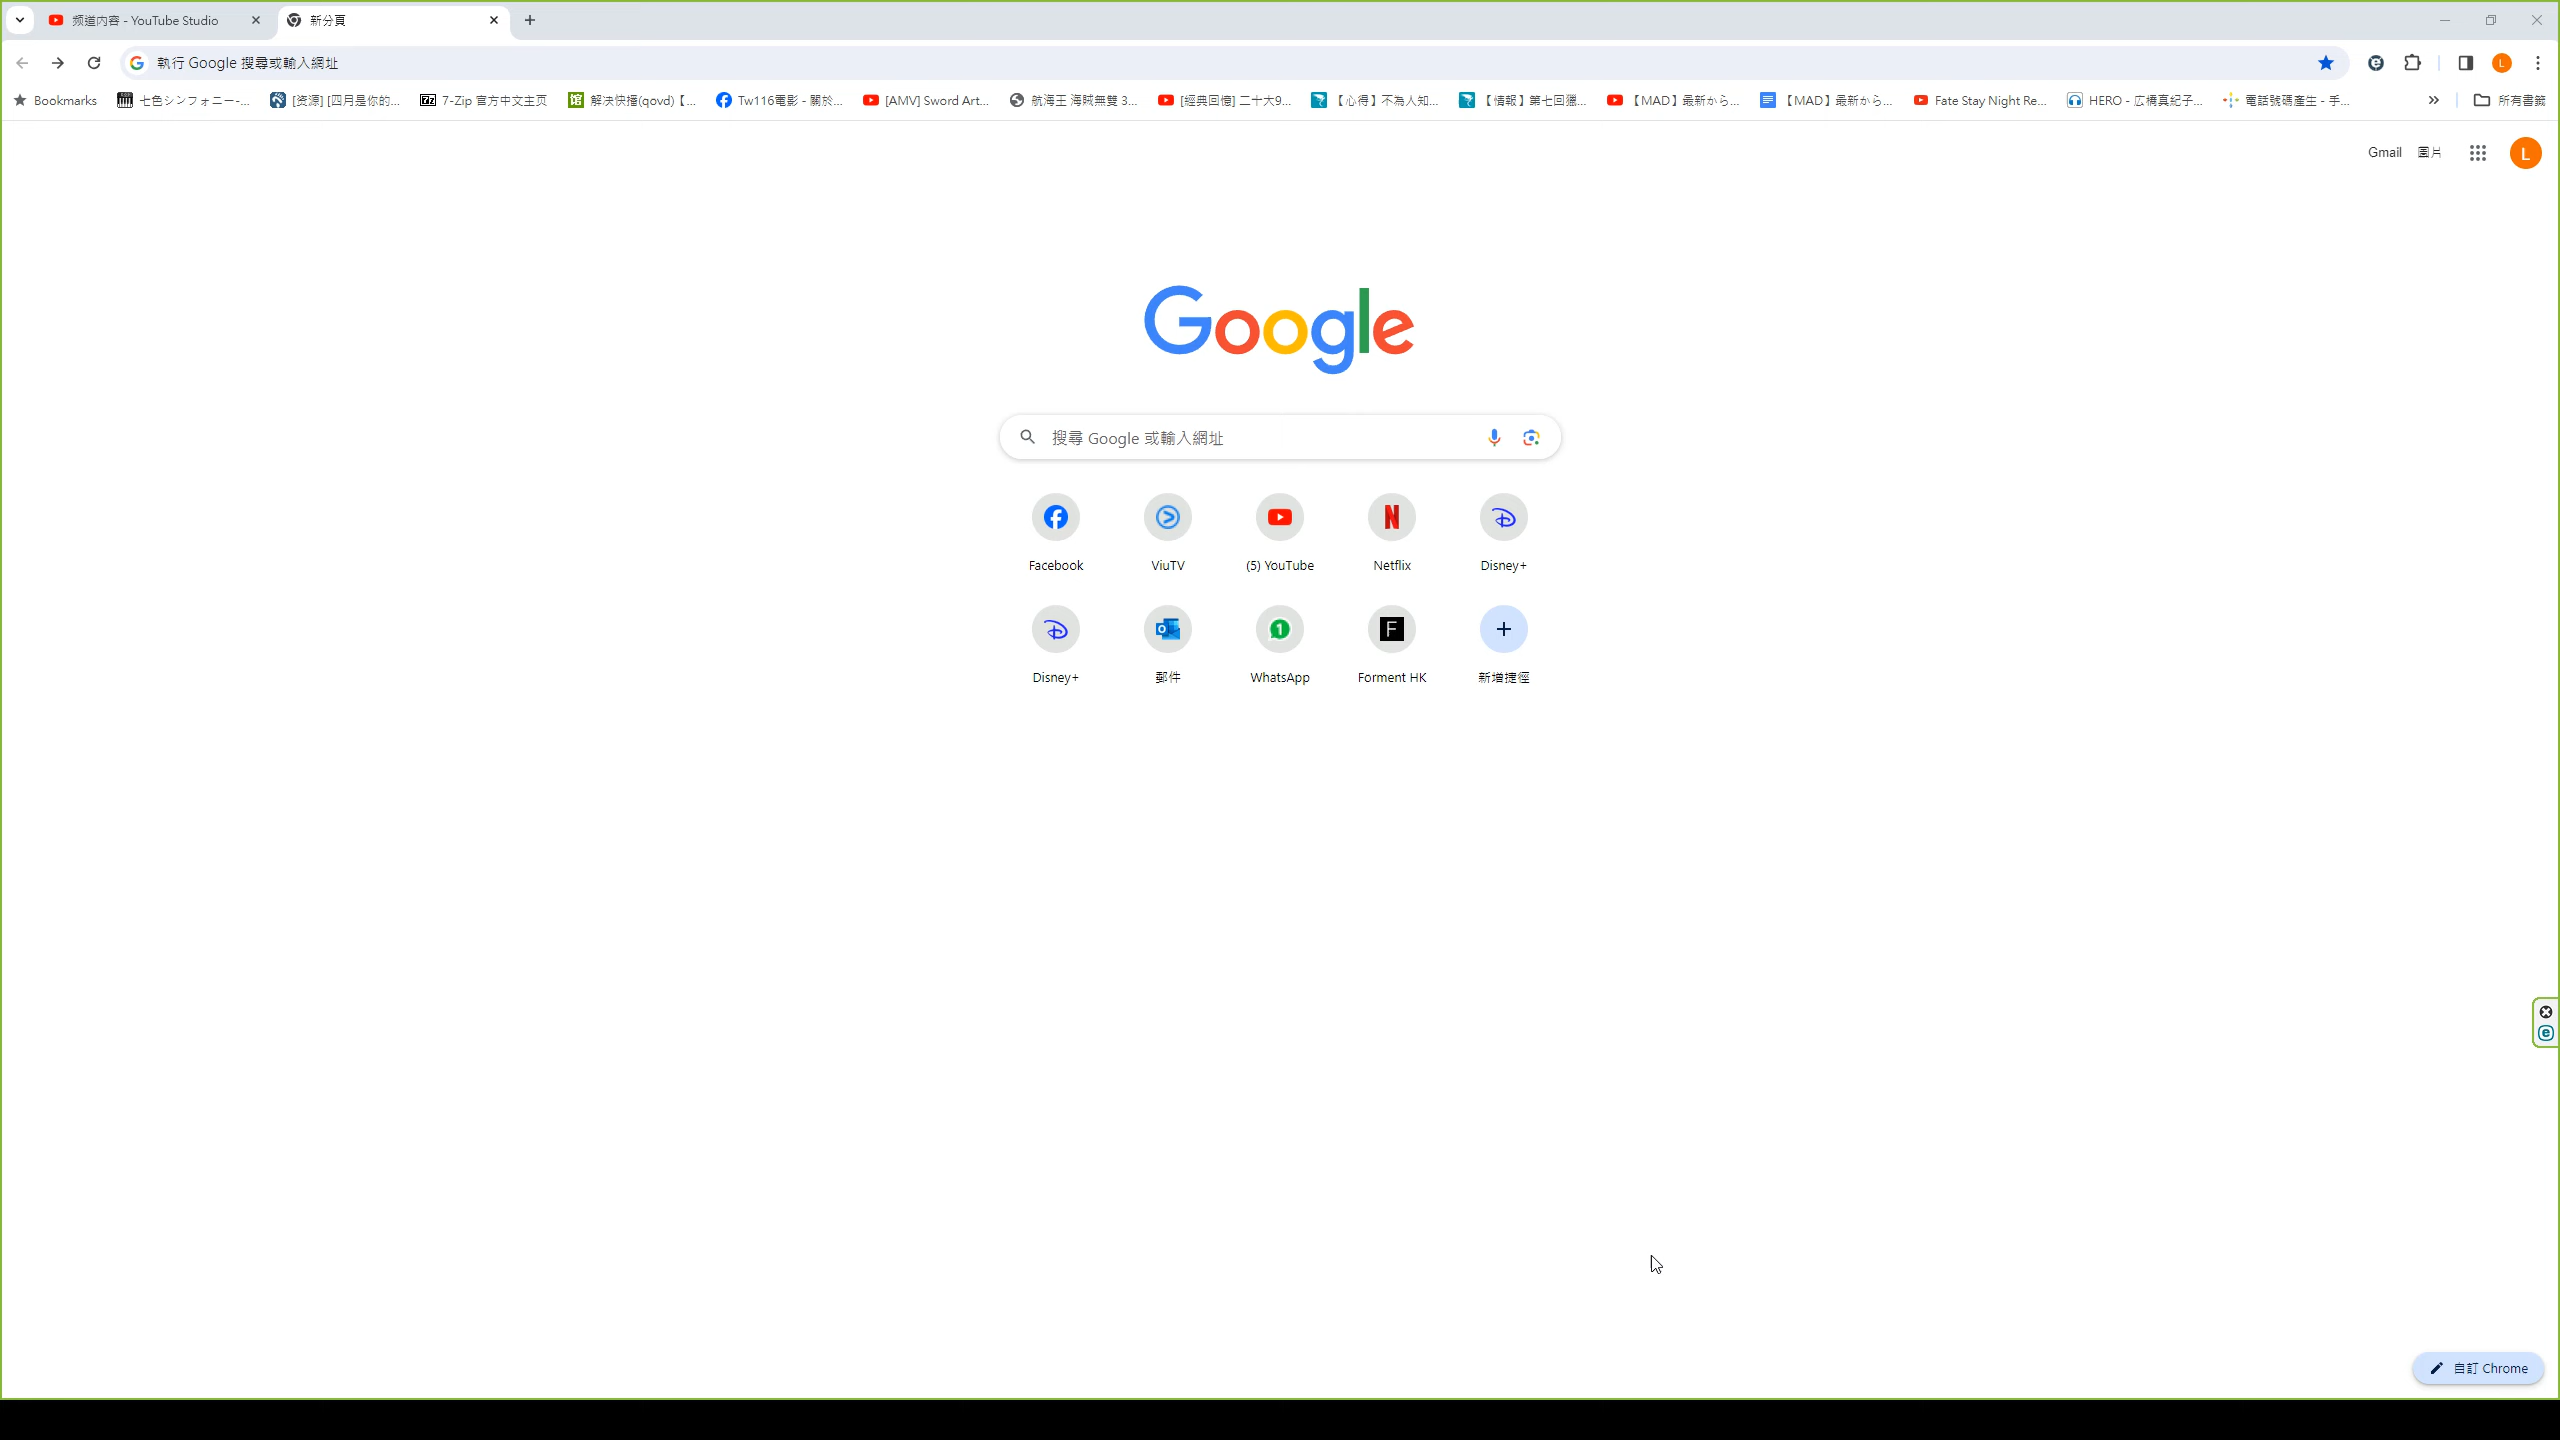 频道内容 - YouTube Studio
新分頁
執行 Google 搜尋或輸入網址
Bookmarks
七色シンフォニー-...
[资源] [四月是你的...
7-Zip 官方中文主页
解决快播(qovd)【...
Tw116電影 - 關於...
[AMV] Sword Art...
航海王 海賊無雙 3...
[經典回憶] 二十大9...
【心得】不為人知...
【情報】第七回獵...
【MAD】最新から...
【MAD】最新から...
Fate Stay Night Re...
HERO - 広橋真紀子...
電話號碼產生 - 手...
所有書籤
Gmail 圖片
L
Google
搜尋 Google 或輸入網址
Facebook
ViuTV
(5) YouTube
Netflix
Disney+
Disney+
郵件
WhatsApp
Forment HK
新增捷徑
自訂 Chrome